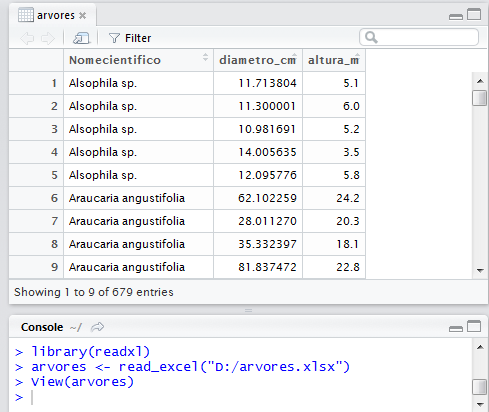 arvores
Filter
Nomecientifico diametro_cm altura_m
1 Alsophila sp. 11.713804 5.1
2 Alsophila sp. 11.300001 6.0
3 Alsophila sp. 10.981691 5.2
4 Alsophila sp. 14.005635 3.5
5 Alsophila sp. 12.095776 5.8
6 Araucaria angustifolia 62.102259 24.2
7 Araucaria angustifolia 28.011270 20.3
8 Araucaria angustifolia 35.332397 18.1
9 Araucaria angustifolia 81.837472 22.8
Showing 1 to 9 of 679 entries
Console ~/
> library(readxl)
> arvores <- read_excel("D:/arvores.xlsx")
> View(arvores)
>